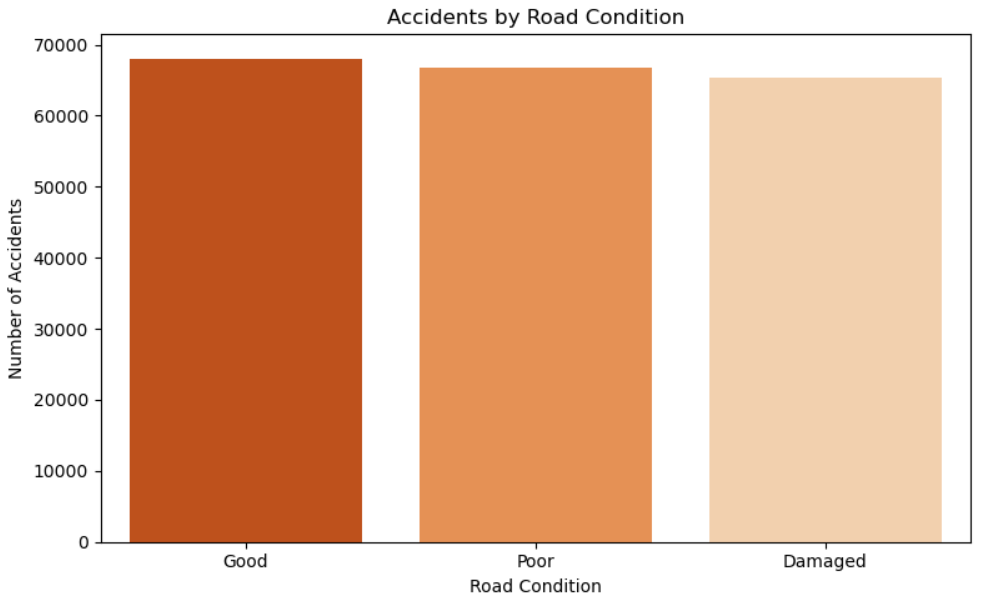 Accidents by Road Condition
Number of Accidents
70000
60000
50000
40000
30000
20000
10000
0
Good
Poor
Damaged
Road Condition